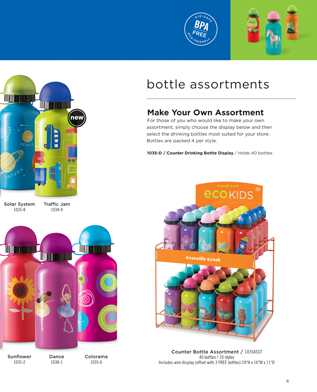 BPA
FREE
bottle assortments
Make Your Own Assortment
For those of you who would like to make your own
assortment, simply choose the display below and then
select the drinking bottles most suited for your store.
Bottles are packed 4 per style.
1035-D / Counter Drinking Bottle Display / Holds 40 bottles
new
Solar System
1035-8
Traffic Jam
1034-9
ecoKIDS
Crocodile Creek
Sunflower
1035-2
Dance
1038-1
Colorama
1035-6
Counter Bottle Assortment / 1035ASST
40 bottles / 10 styles
Includes wire display (offset with 3 FREE bottles) 24"H x 16"W x 11"D